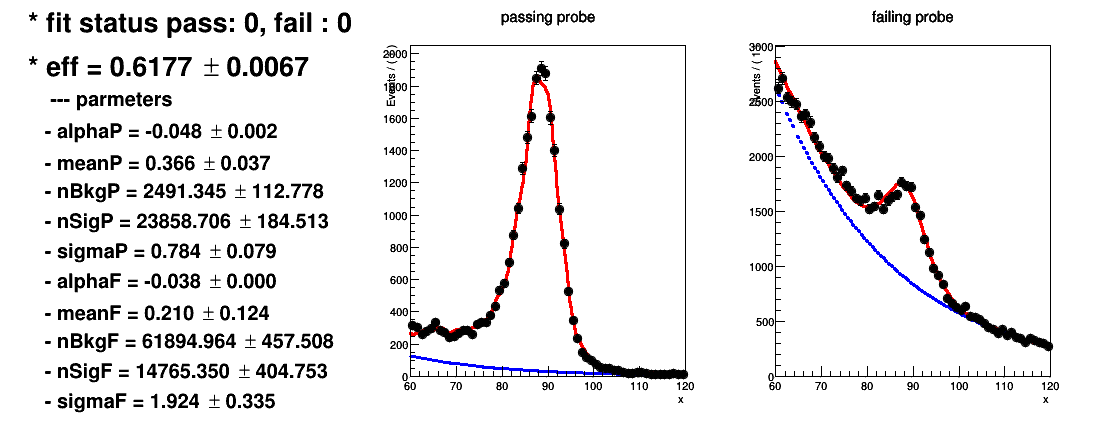 * fit status pass: 0, fail : 0
* eff = 0.6177 ± 0.0067
--- parmeters
- alphaP = -0.048 ± 0.002
- meanP = 0.366 ± 0.037
- nBkgP = 2491.345 ± 112.778
- nSigP = 23858.706 ± 184.513
- sigmaP = 0.784 ± 0.079
- alphaF = -0.038 ± 0.000
- meanF = 0.210 ± 0.124
- nBkgF = 61894.964 ± 457.508
- nSigF = 14765.350 ± 404.753
- sigmaF = 1.924 ± 0.335
passing probe
2000
1800
1600
1400
1200
1000
800
600
400
200
0
60 70 80 90 100 110 120
x
failing probe
3000
2500
2000
1500
1000
500
0
60 70 80 90 100 110 120
x